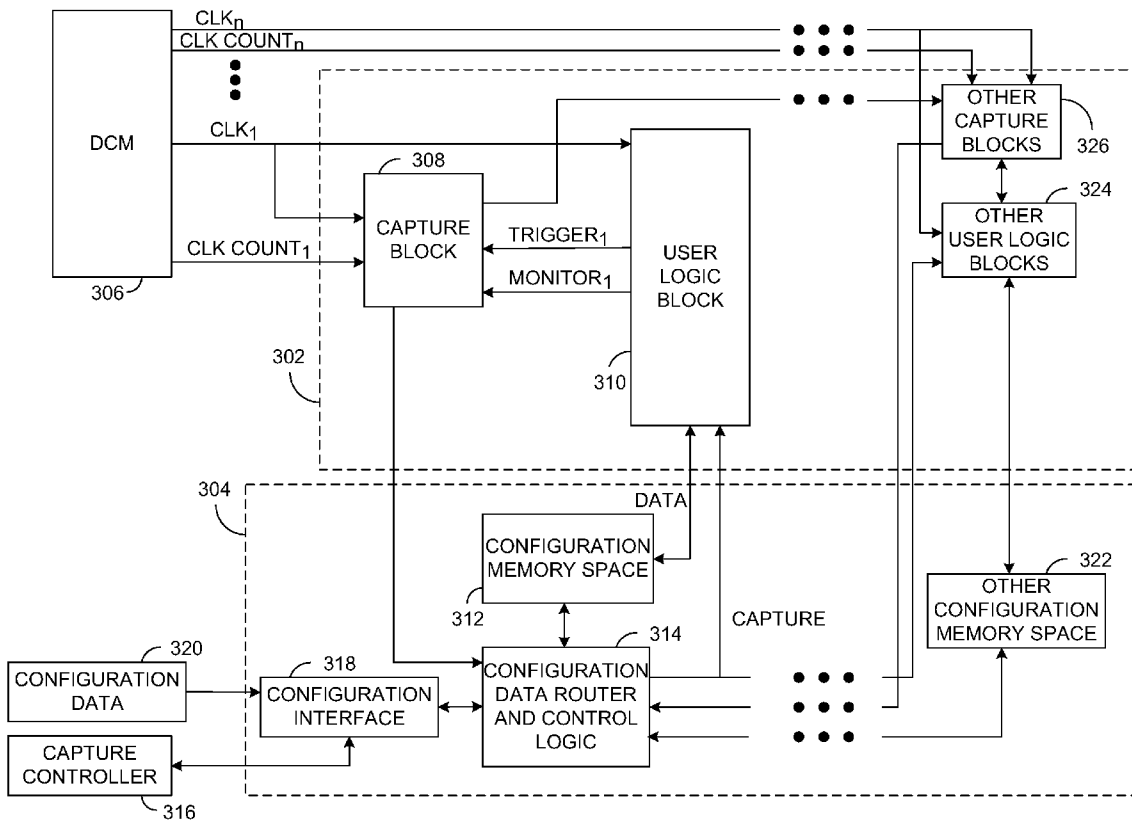 CLKn
CLK COUNTn
DCM
CLK1
CLK COUNT1
306
308
CAPTURE
BLOCK
TRIGGER1
MONITOR1
USER
LOGIC
BLOCK
310
302
OTHER
CAPTURE
BLOCKS
326
324
OTHER
USER LOGIC
BLOCKS
304
DATA
CONFIGURATION
MEMORY SPACE
312
314
CAPTURE
322
OTHER
CONFIGURATION
MEMORY SPACE
320
CONFIGURATION
DATA
318
CONFIGURATION
INTERFACE
CONFIGURATION
DATA ROUTER
AND CONTROL
LOGIC
CAPTURE
CONTROLLER
316